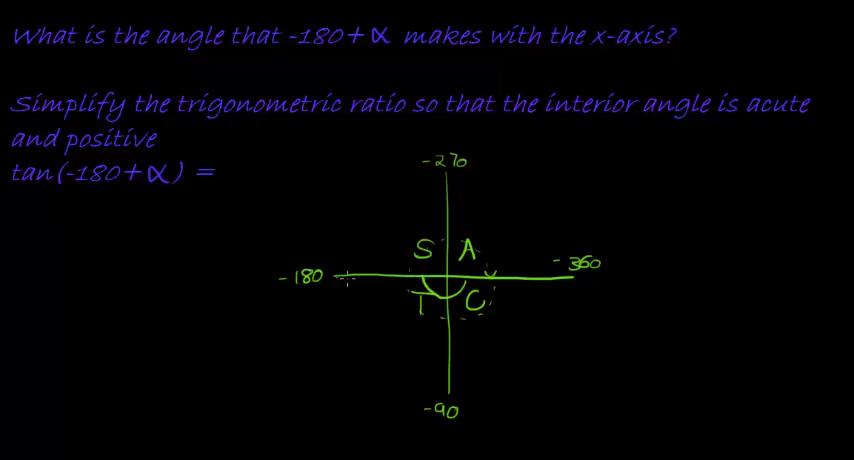 What is the angle that -180+α makes with the x-axis?
Simplify the trigonometric ratio so that the interior angle is acute
and positive
tan(-180+α) =
-270
S A
-180
-360
T C
-90